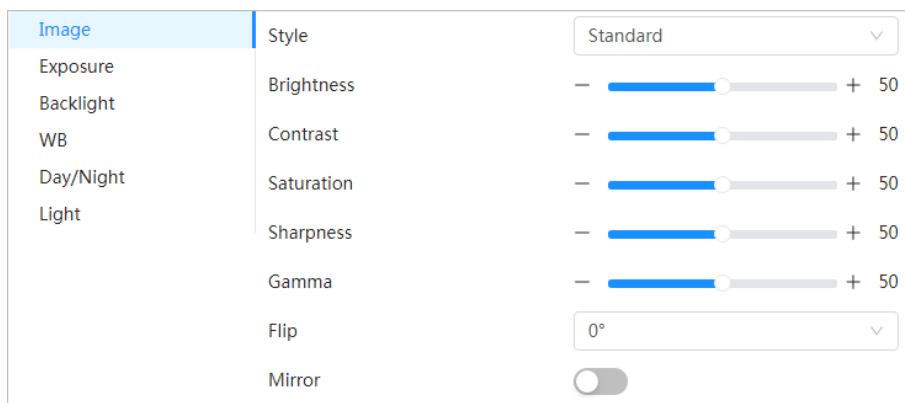 Image
Exposure
Backlight
WB
Day/Night
Light
Style Standard
Brightness − + 50
Contrast − + 50
Saturation − + 50
Sharpness − + 50
Gamma − + 50
Flip 0°
Mirror